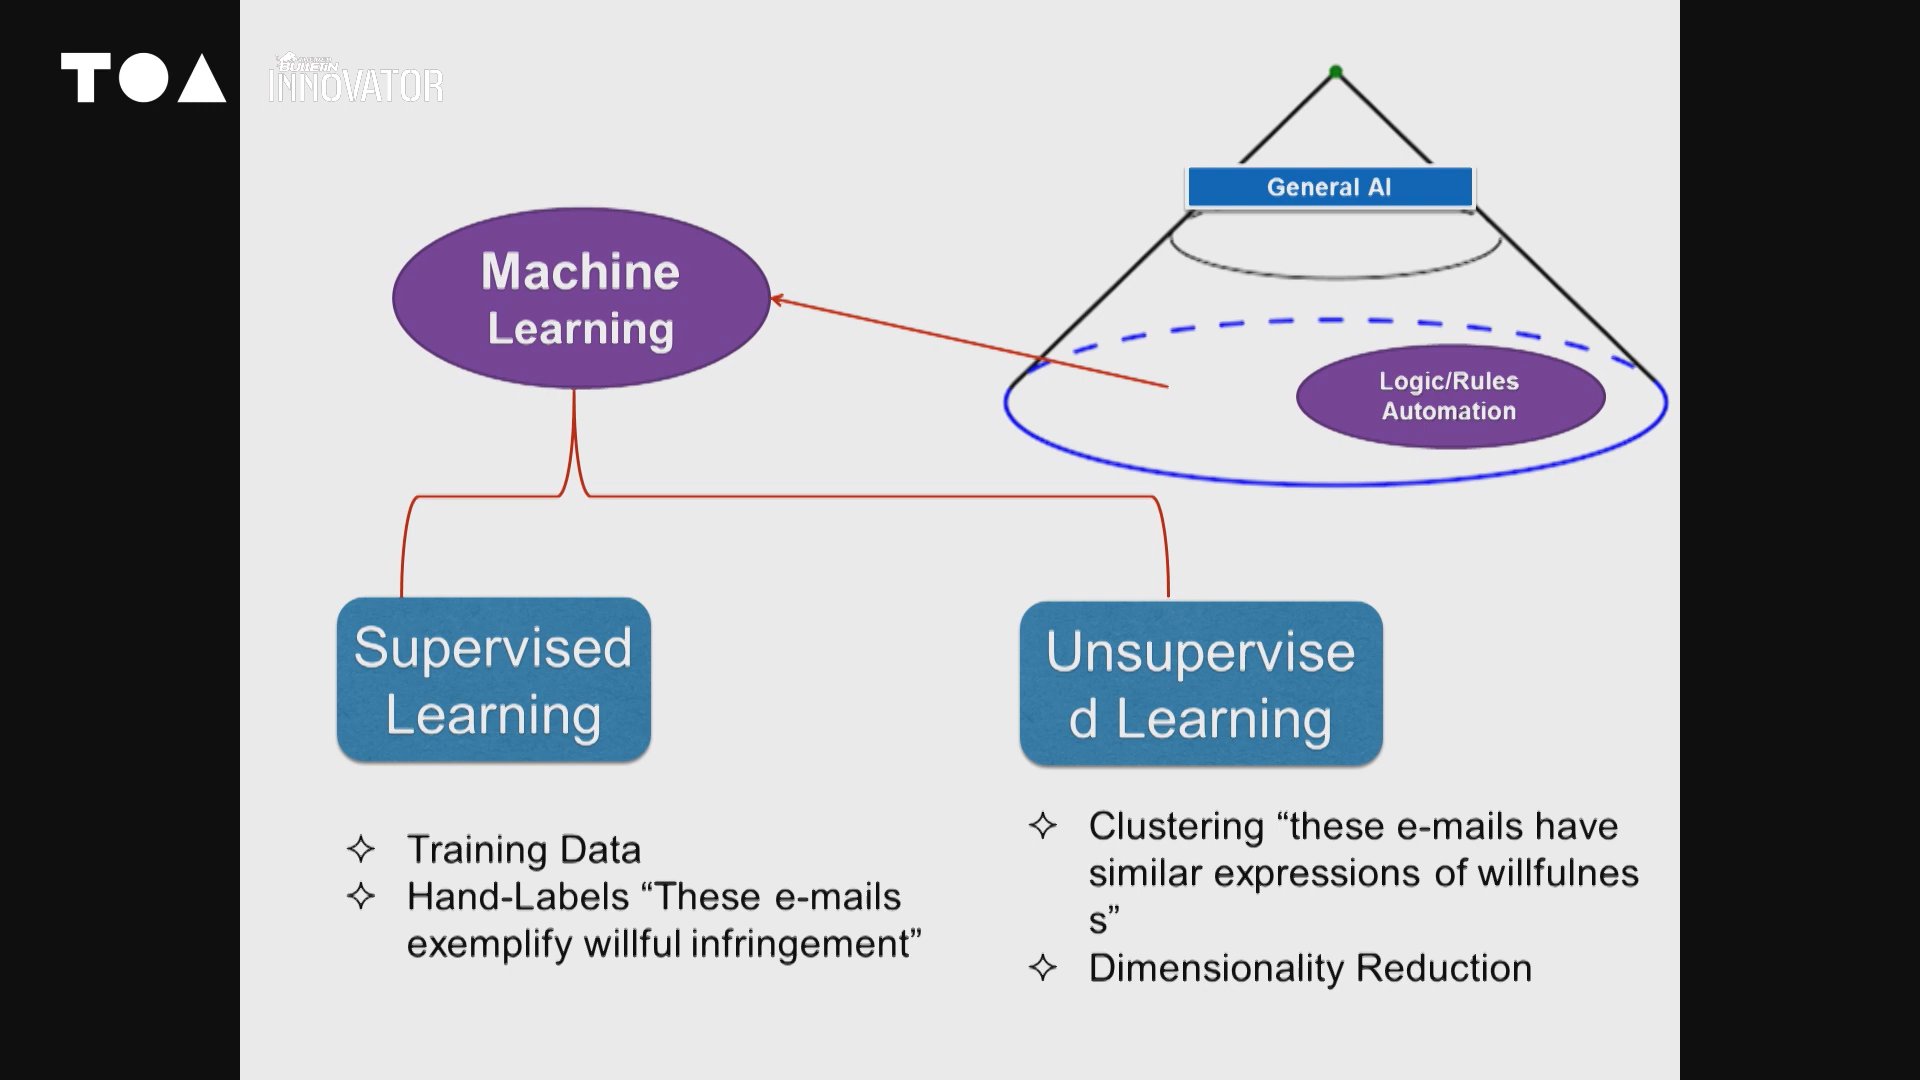 TOA
BULLETIN
INNOVATOR
General AI
Machine
Learning
Logic/Rules
Automation
Supervised
Learning
Unsupervise
d Learning
✧ Training Data
✧ Hand-Labels “These e-mails
exemplify willful infringement”
✧ Clustering “these e-mails have
similar expressions of willfulnes
s”
✧ Dimensionality Reduction